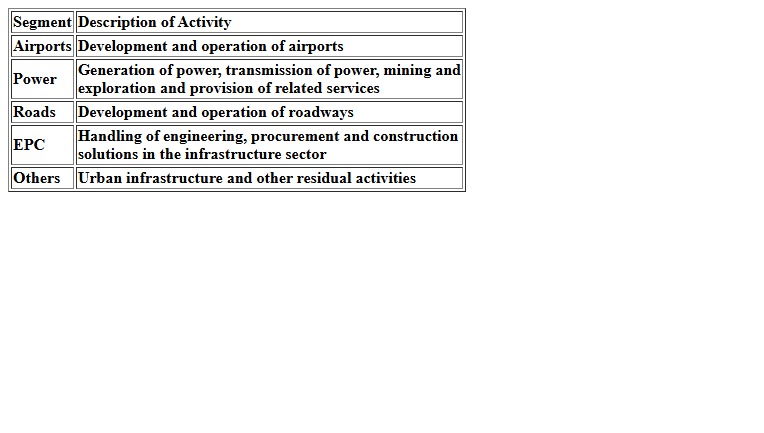 Segment Description of Activity
Airports Development and operation of airports
Power Generation of power, transmission of power, mining and
exploration and provision of related services
Roads Development and operation of roadways
EPC Handling of engineering, procurement and construction
solutions in the infrastructure sector
Others Urban infrastructure and other residual activities